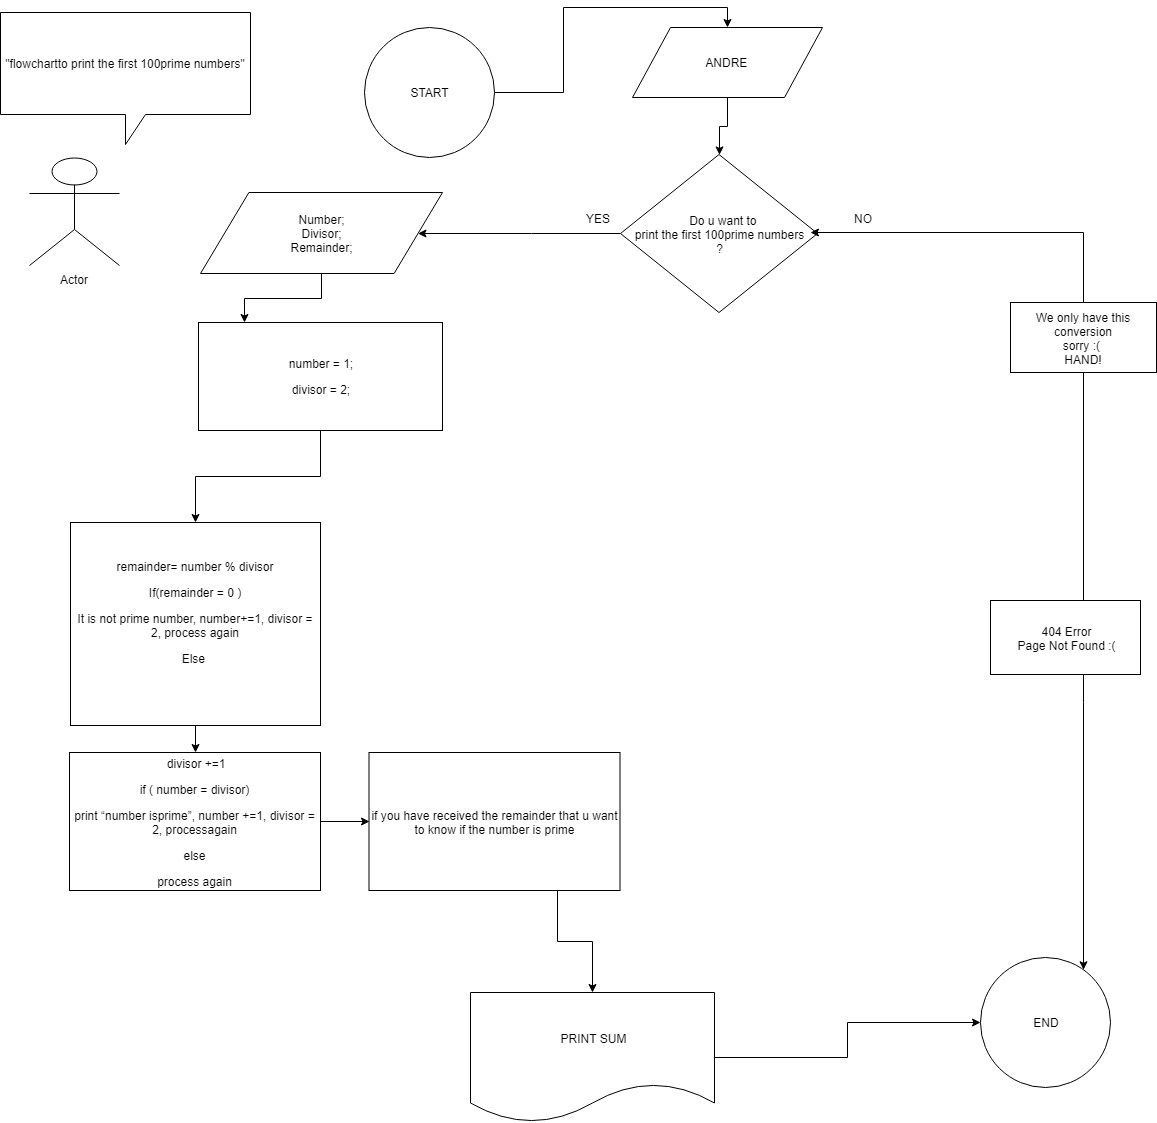 "flowchartto print the first 100prime numbers"
START
ANDRE
Actor
Number;
Divisor;
Remainder;
YES
Do u want to
print the first 100prime numbers
?
NO
We only have this
conversion
sorry :(
HAND!
number = 1;
divisor = 2;
remainder= number % divisor
If(remainder = 0 )
It is not prime number, number+=1, divisor =
2, process again
Else
404 Error
Page Not Found :(
divisor +=1
if ( number = divisor)
print “number isprime”, number +=1, divisor =
2, processagain
else
process again
if you have received the remainder that u want
to know if the number is prime
PRINT SUM
END